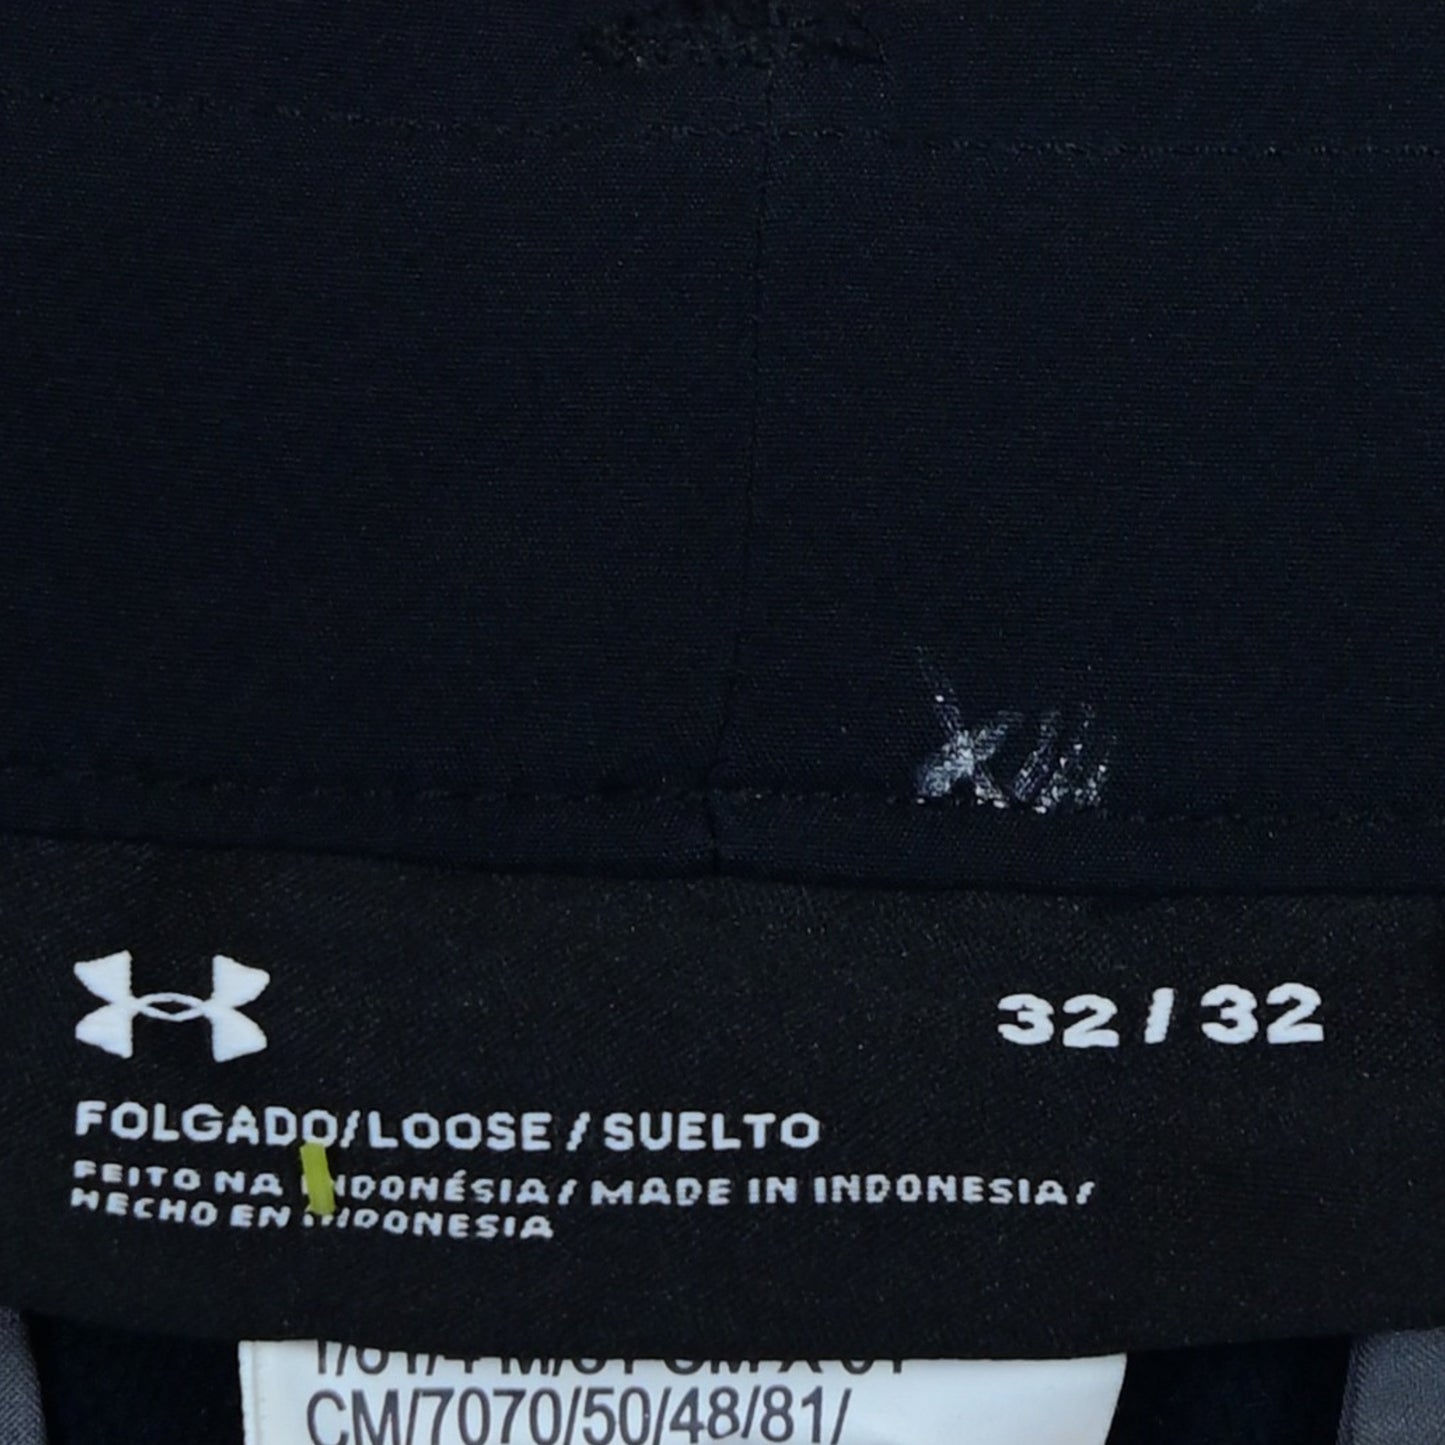 32/32
FOLGADO/LOOSE/SUELTO
FEITO NA INDONÉSIA/MADE IN INDONESIA/
HECHO EN INDONESIA
CM/7070/50/48/81/